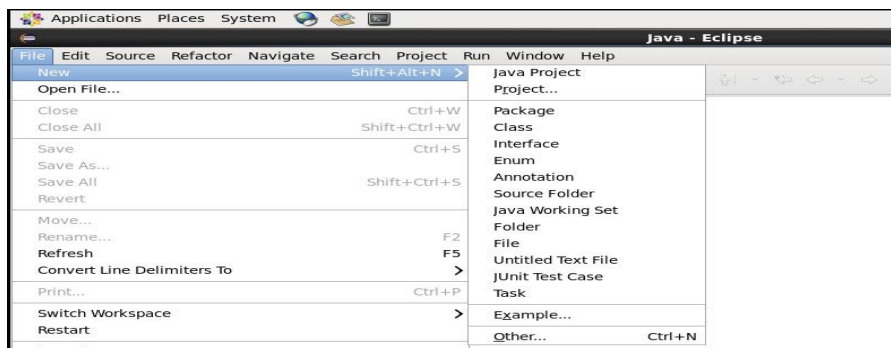 Applications Places System
Java - Eclipse
File Edit Source Refactor Navigate Search Project Run Window Help
New Shift+Alt+N >
Open File...
Close Ctrl+W
Close All Shift+Ctrl+W
Save Ctrl+S
Save As...
Save All Shift+Ctrl+S
Revert
Move...
Rename... F2
Refresh F5
Convert Line Delimiters To >
Print... Ctrl+P
Switch Workspace >
Restart
Java Project
Project...
Package
Class
Interface
Enum
Annotation
Source Folder
Java Working Set
Folder
File
Untitled Text File
JUnit Test Case
Task
Example...
Other... Ctrl+N